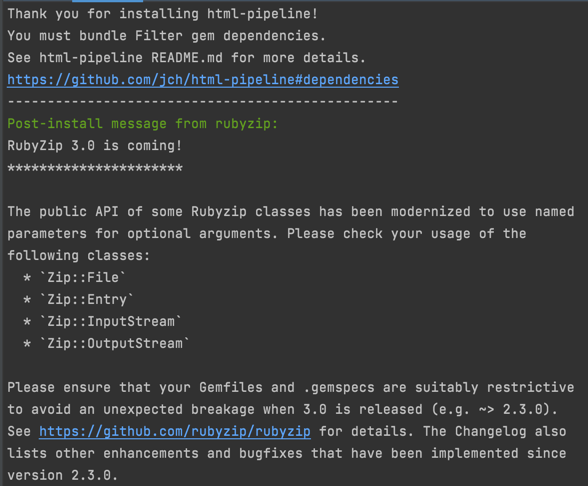 Thank you for installing html-pipeline!
You must bundle Filter gem dependencies.
See html-pipeline README.md for more details.
https://github.com/jch/html-pipeline#dependencies
-------------------------------------------------
Post-install message from rubyzip:
RubyZip 3.0 is coming!
**********************
The public API of some Rubyzip classes has been modernized to use named
parameters for optional arguments. Please check your usage of the
following classes:
* `Zip::File`
* `Zip::Entry`
* `Zip::InputStream`
* `Zip::OutputStream`
Please ensure that your Gemfiles and .gemspecs are suitably restrictive
to avoid an unexpected breakage when 3.0 is released (e.g. ~> 2.3.0).
See https://github.com/rubyzip/rubyzip for details. The Changelog also
lists other enhancements and bugfixes that have been implemented since
version 2.3.0.